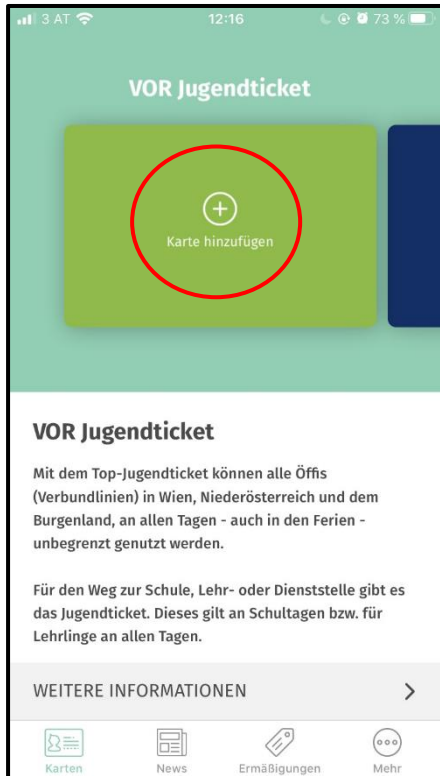 3 AT 12:16 73 %
VOR Jugendticket
Karte hinzufügen
VOR Jugendticket
Mit dem Top-Jugendticket können alle Öffis
(Verbundlinien) in Wien, Niederösterreich und dem
Burgenland, an allen Tagen - auch in den Ferien -
unbegrenzt genutzt werden.
Für den Weg zur Schule, Lehr- oder Dienststelle gibt es
das Jugendticket. Dieses gilt an Schultagen bzw. für
Lehrlinge an allen Tagen.
WEITERE INFORMATIONEN
Karten News Ermäßigungen Mehr